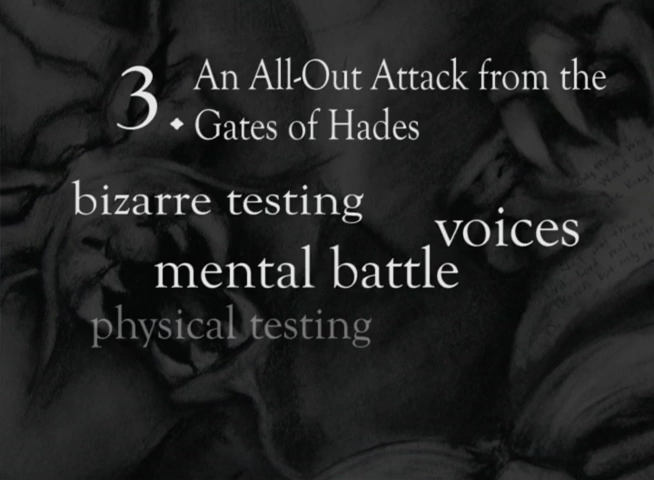 3. An All-Out Attack from the
Gates of Hades
bizarre testing
voices
mental battle
physical testing